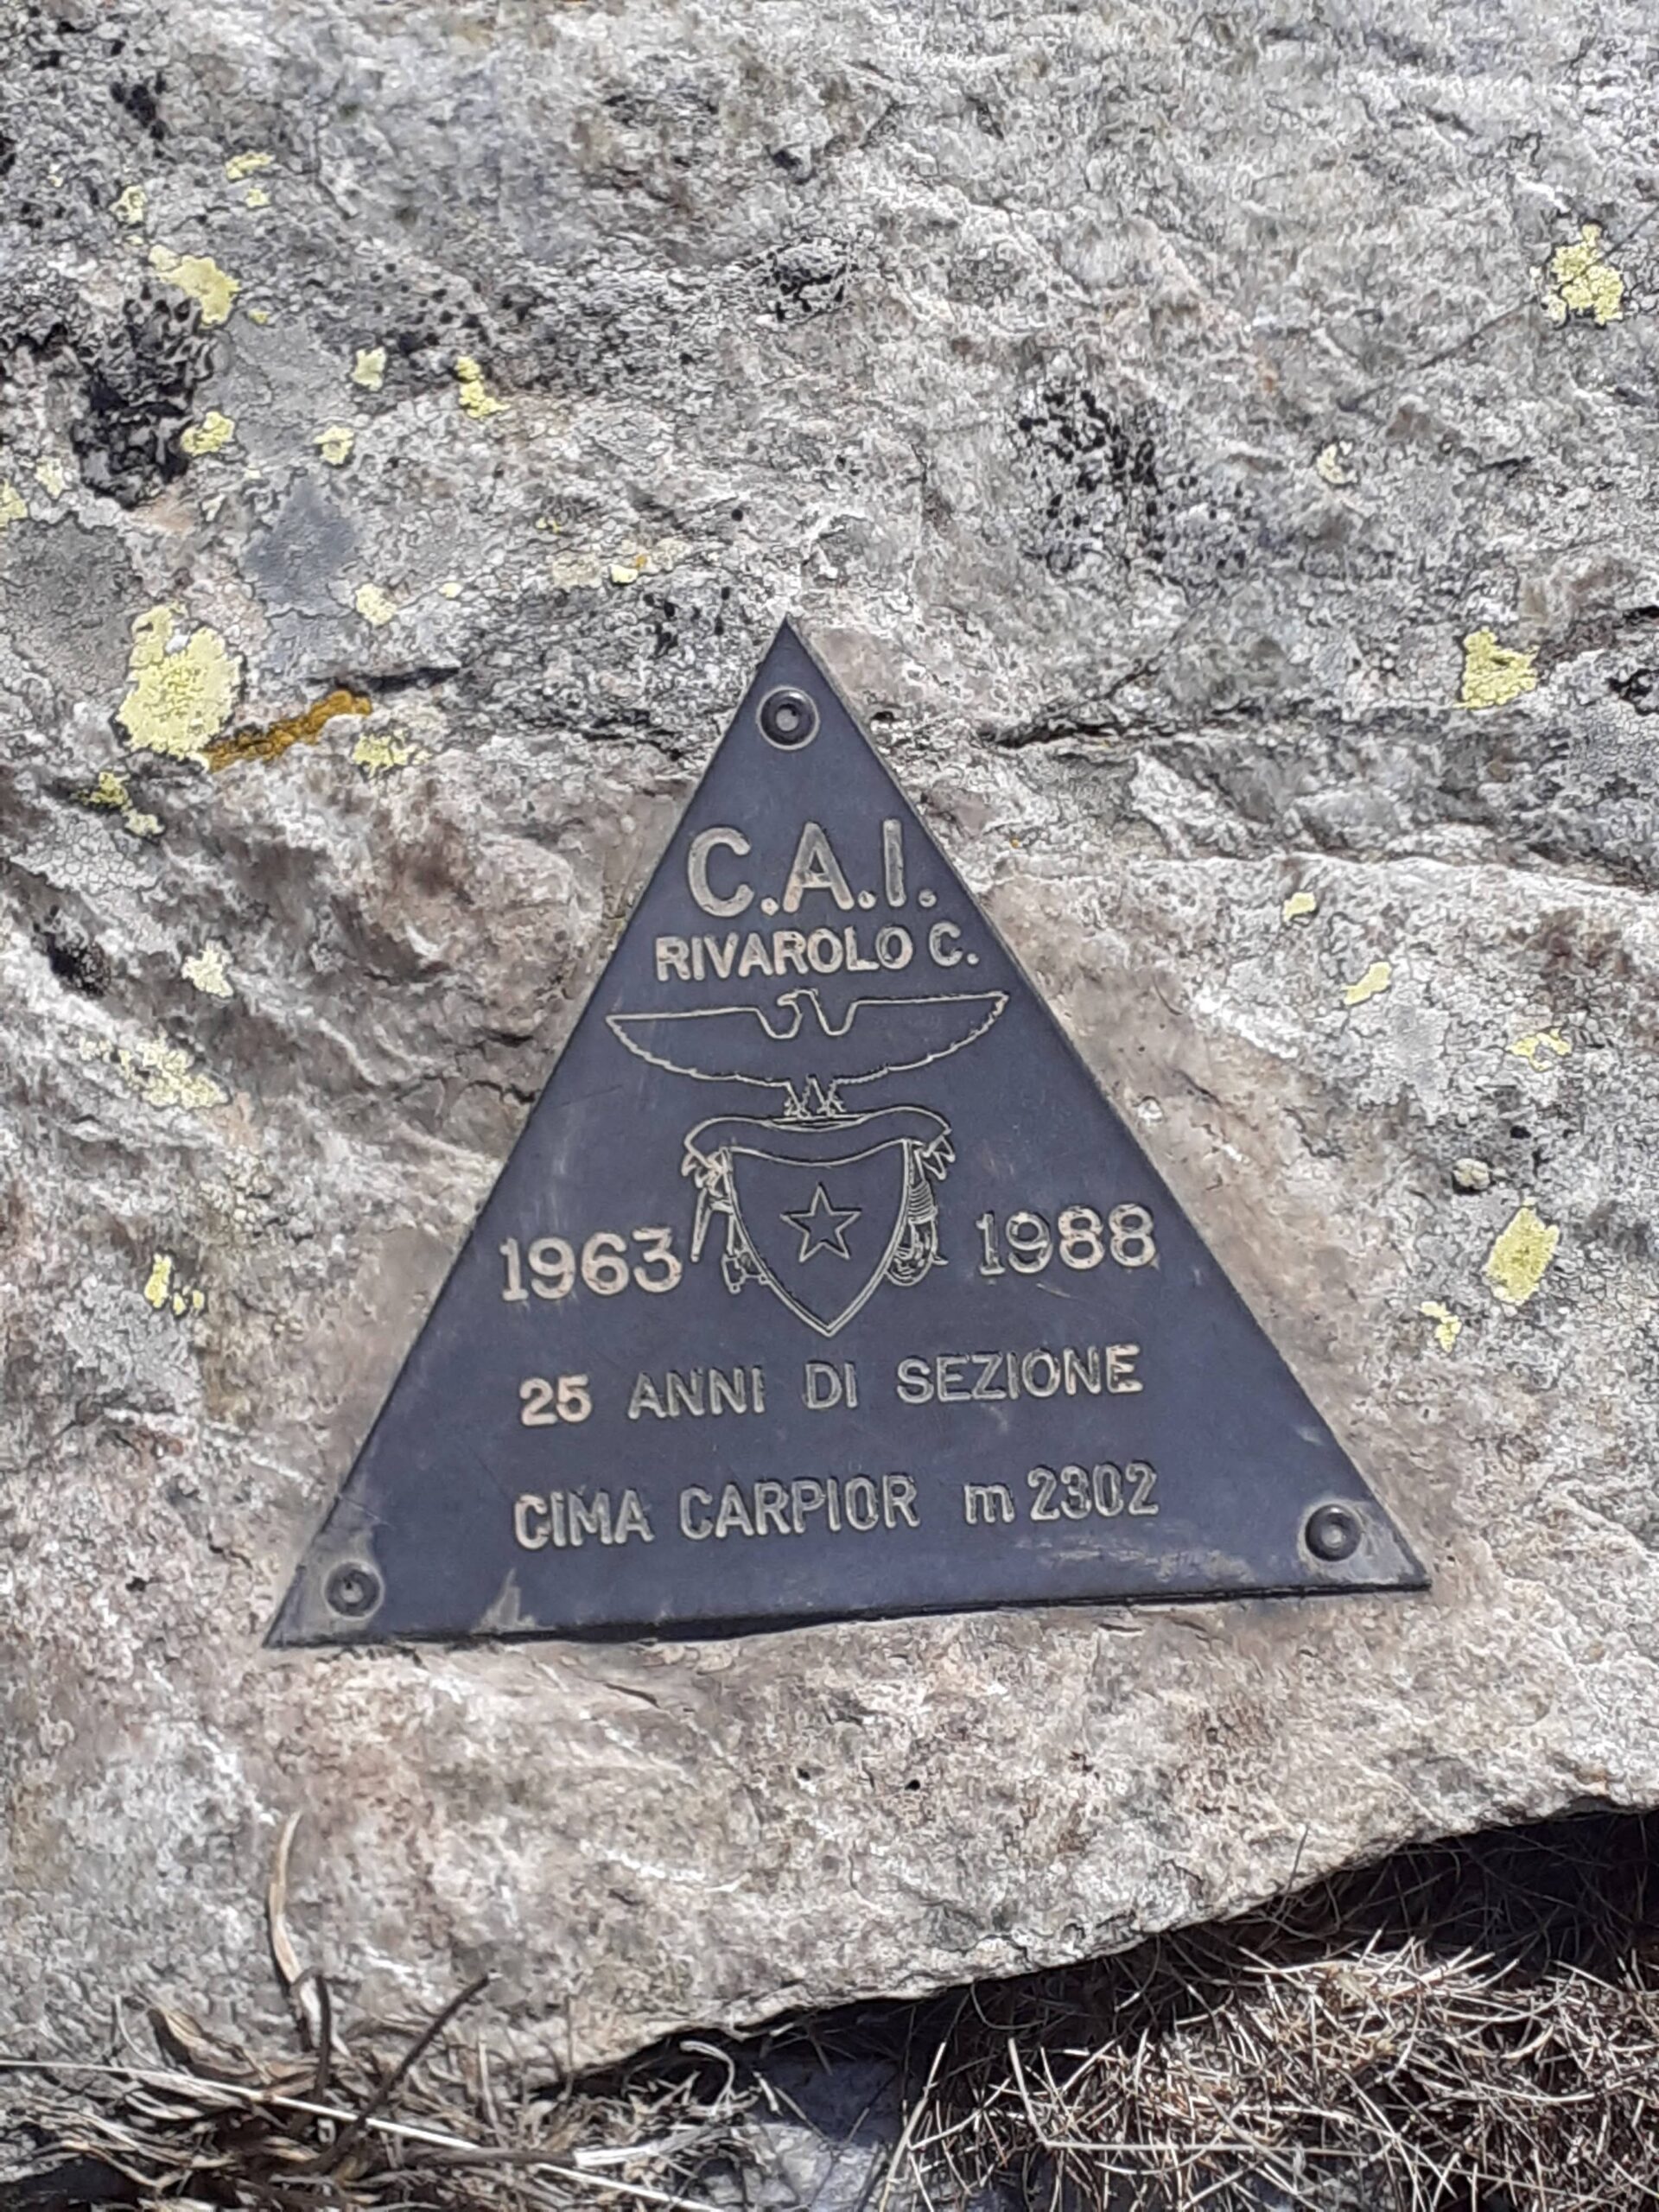 C.A.I.
RIVAROLO C.
1963 1988
25 ANNI DI SEZIONE
CIMA CARPIOR m 2302